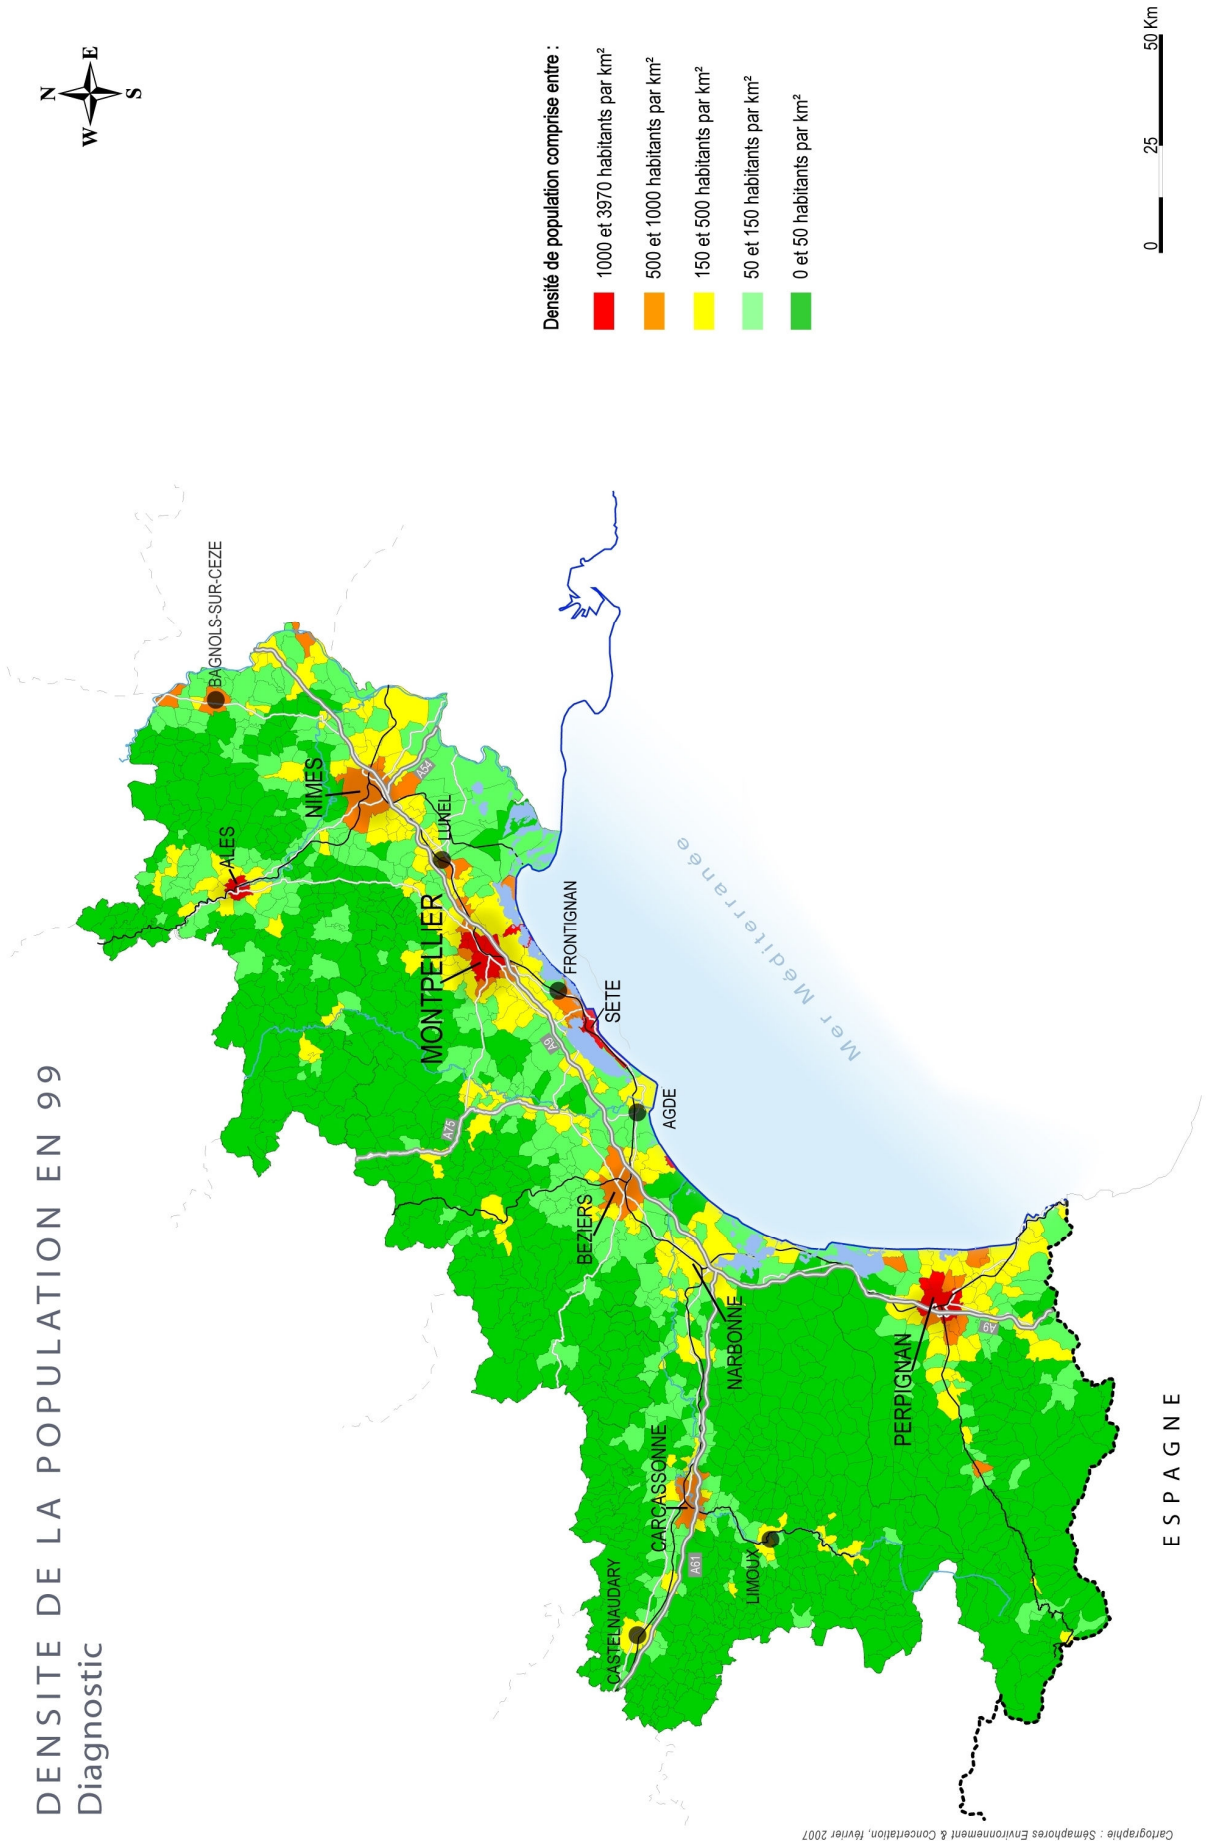 DENSITE DE LA POPULATION EN 99
Diagnostic
N
W
E
S
Densité de population comprise entre :
1000 et 3970 habitants par km²
500 et 1000 habitants par km²
150 et 500 habitants par km²
50 et 150 habitants par km²
0 et 50 habitants par km²
0
25
50 Km
BAGNOLS-SUR-CEZE
ALES
NIMES
A54
LUNEL
MONTPELLIER
FRONTIGNAN
SETE
A9
A75
AGDE
BEZIERS
NARBONNE
CARCASSONNE
CASTELNAUDARY
A61
LIMOUX
PERPIGNAN
A9
Mer Méditerranée
ESPAGNE
Cartographie : Sémaphores Environnement & Concertation, février 2007